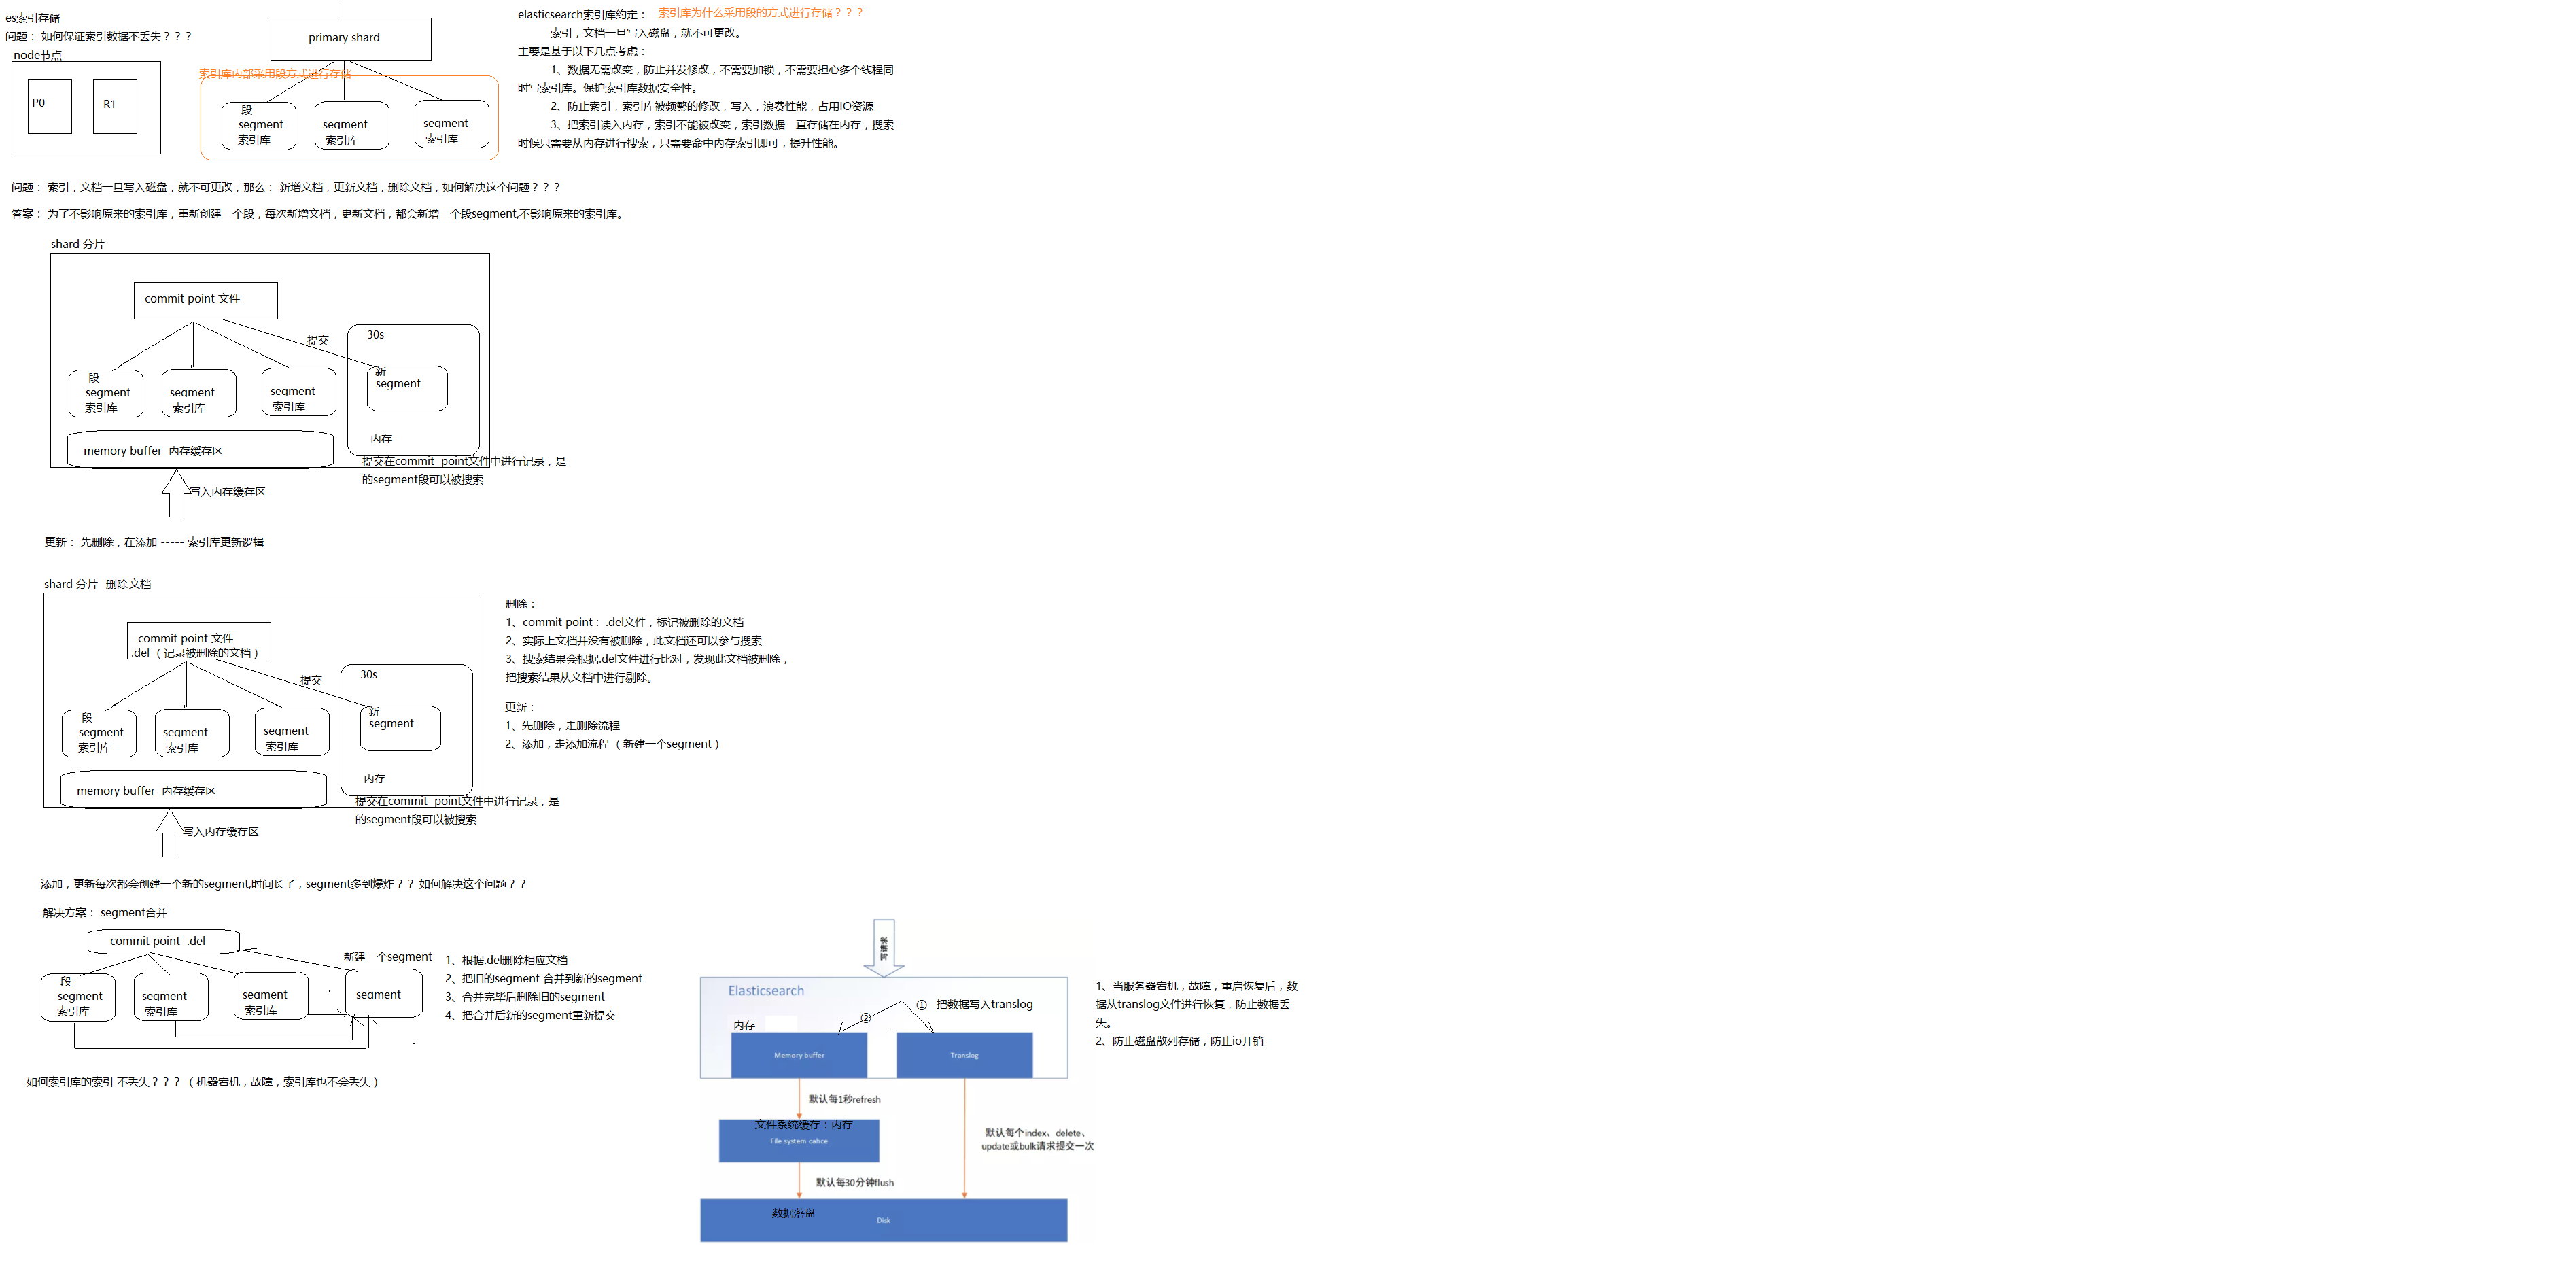 es索引存储
问题： 如何保证索引数据不丢失？？？
node节点
P0
R1
primary shard
索引库内部采用段方式进行存储
段
segment
索引库
segment
索引库
segment
索引库
elasticsearch索引库约定：
索引库为什么采用段的方式进行存储？？？
索引，文档一旦写入磁盘，就不可更改。
主要是基于以下几点考虑：
1、数据无需改变，防止并发修改，不需要加锁，不需要担心多个线程同
时写索引库。保护索引库数据安全性。
2、防止索引，索引库被频繁的修改，写入，浪费性能，占用IO资源
3、把索引读入内存，索引不能被改变，索引数据一直存储在内存，搜索
时候只需要从内存进行搜索，只需要命中内存索引即可，提升性能。
问题： 索引，文档一旦写入磁盘，就不可更改，那么： 新增文档，更新文档，删除文档，如何解决这个问题？？？
答案： 为了不影响原来的索引库，重新创建一个段，每次新增文档，更新文档，都会新增一个段segment,不影响原来的索引库。
shard 分片
commit point 文件
提交
30s
段
segment
索引库
segment
索引库
segment
索引库
新
segment
内存
memory buffer 内存缓存区
提交在commit point文件中进行记录，是
的segment段可以被搜索
写入内存缓存区
更新： 先删除，在添加 ----- 索引库更新逻辑
shard 分片 删除文档
commit point 文件
.del （ 记录被删除的文档 ）
提交
30s
段
segment
索引库
segment
索引库
segment
索引库
新
segment
内存
memory buffer 内存缓存区
提交在commit point文件中进行记录，是
的segment段可以被搜索
写入内存缓存区
删除：
1、commit point： .del文件，标记被删除的文档
2、实际上文档并没有被删除，此文档还可以参与搜索
3、搜索结果会根据.del文件进行比对，发现此文档被删除，
把搜索结果从文档中进行剔除。
更新：
1、先删除，走删除流程
2、添加，走添加流程 （ 新建一个segment ）
添加，更新每次都会创建一个新的segment,时间长了，segment多到爆炸？？ 如何解决这个问题？？
解决方案： segment合并
commit point .del
新建一个segment
段
segment
索引库
segment
索引库
segment
索引库
segment
1、根据.del删除相应文档
2、把旧的segment 合并到新的segment
3、合并完毕后删除旧的segment
4、把合并后新的segment重新提交
如何索引库的索引 不丢失？？？ （ 机器宕机，故障，索引库也不会丢失 ）
写请求
Elasticsearch
① 把数据写入translog
②
内存
Memory buffer
Translog
默认每1秒refresh
文件系统缓存：内存
File system cahce
默认每个index、delete、
update或bulk请求提交一次
默认每30分钟flush
数据落盘
Disk
1、当服务器宕机，故障，重启恢复后，数
据从translog文件进行恢复，防止数据丢
失。
2、防止磁盘散列存储，防止io开销